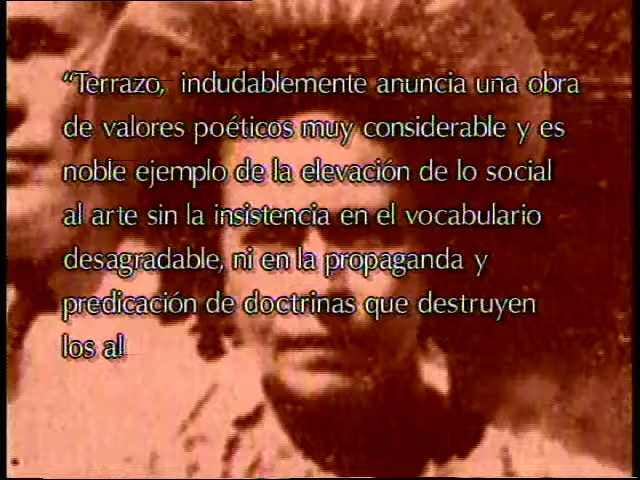 “Terrazo, indudablemente anuncia una obra
de valores poéticos muy considerable y es
noble ejemplo de la elevación de lo social
al arte sin la insistencia en el vocabulario
desagradable, ni en la propaganda y
predicación de doctrinas que destruyen
los al